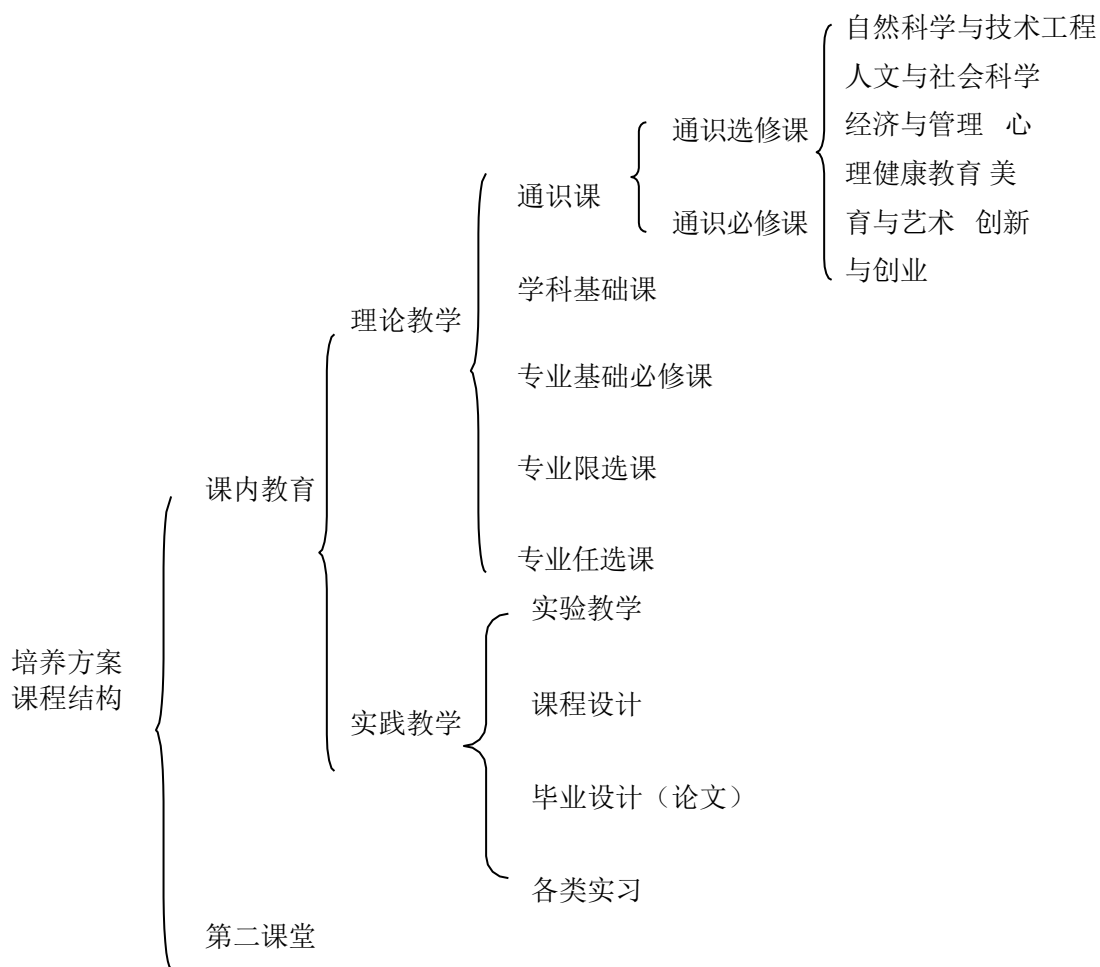 自然科学与技术工程
人文与社会科学
通识选修课
经济与管理 心
理健康教育 美
通识课
通识必修课
育与艺术 创新
与创业
学科基础课
理论教学
专业基础必修课
专业限选课
课内教育
专业任选课
实验教学
培养方案
课程结构
课程设计
实践教学
毕业设计（论文）
各类实习
第二课堂